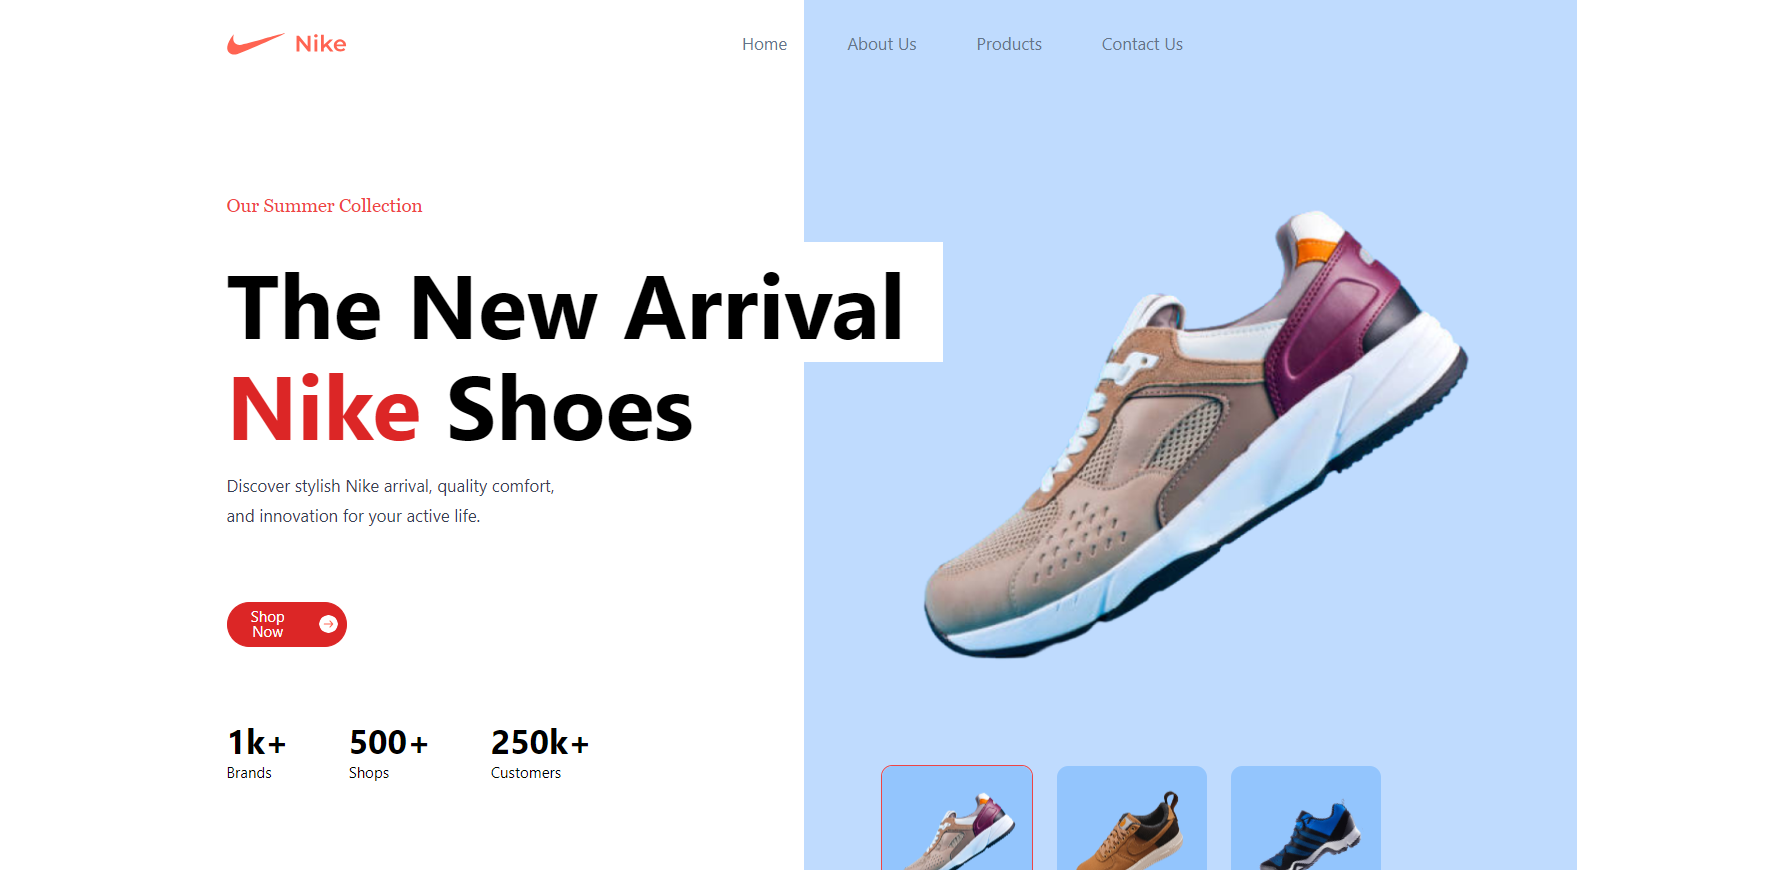 Nike
Home About Us Products Contact Us
Our Summer Collection
The New Arrival
Nike Shoes
Discover stylish Nike arrival, quality comfort,
and innovation for your active life.
Shop
Now
1k+ 500+ 250k+
Brands Shops Customers